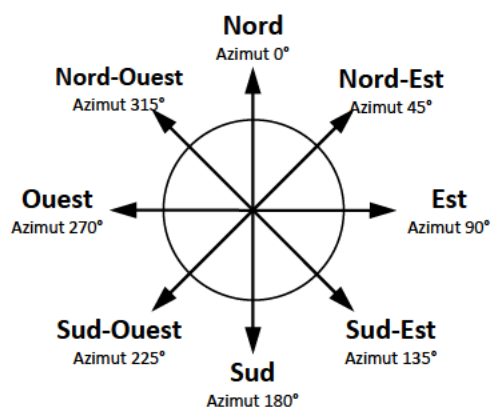 Nord
Azimut 0°
Nord-Ouest
Azimut 315°
Nord-Est
Azimut 45°
Ouest
Azimut 270°
Est
Azimut 90°
Sud-Ouest
Azimut 225°
Sud-Est
Azimut 135°
Sud
Azimut 180°